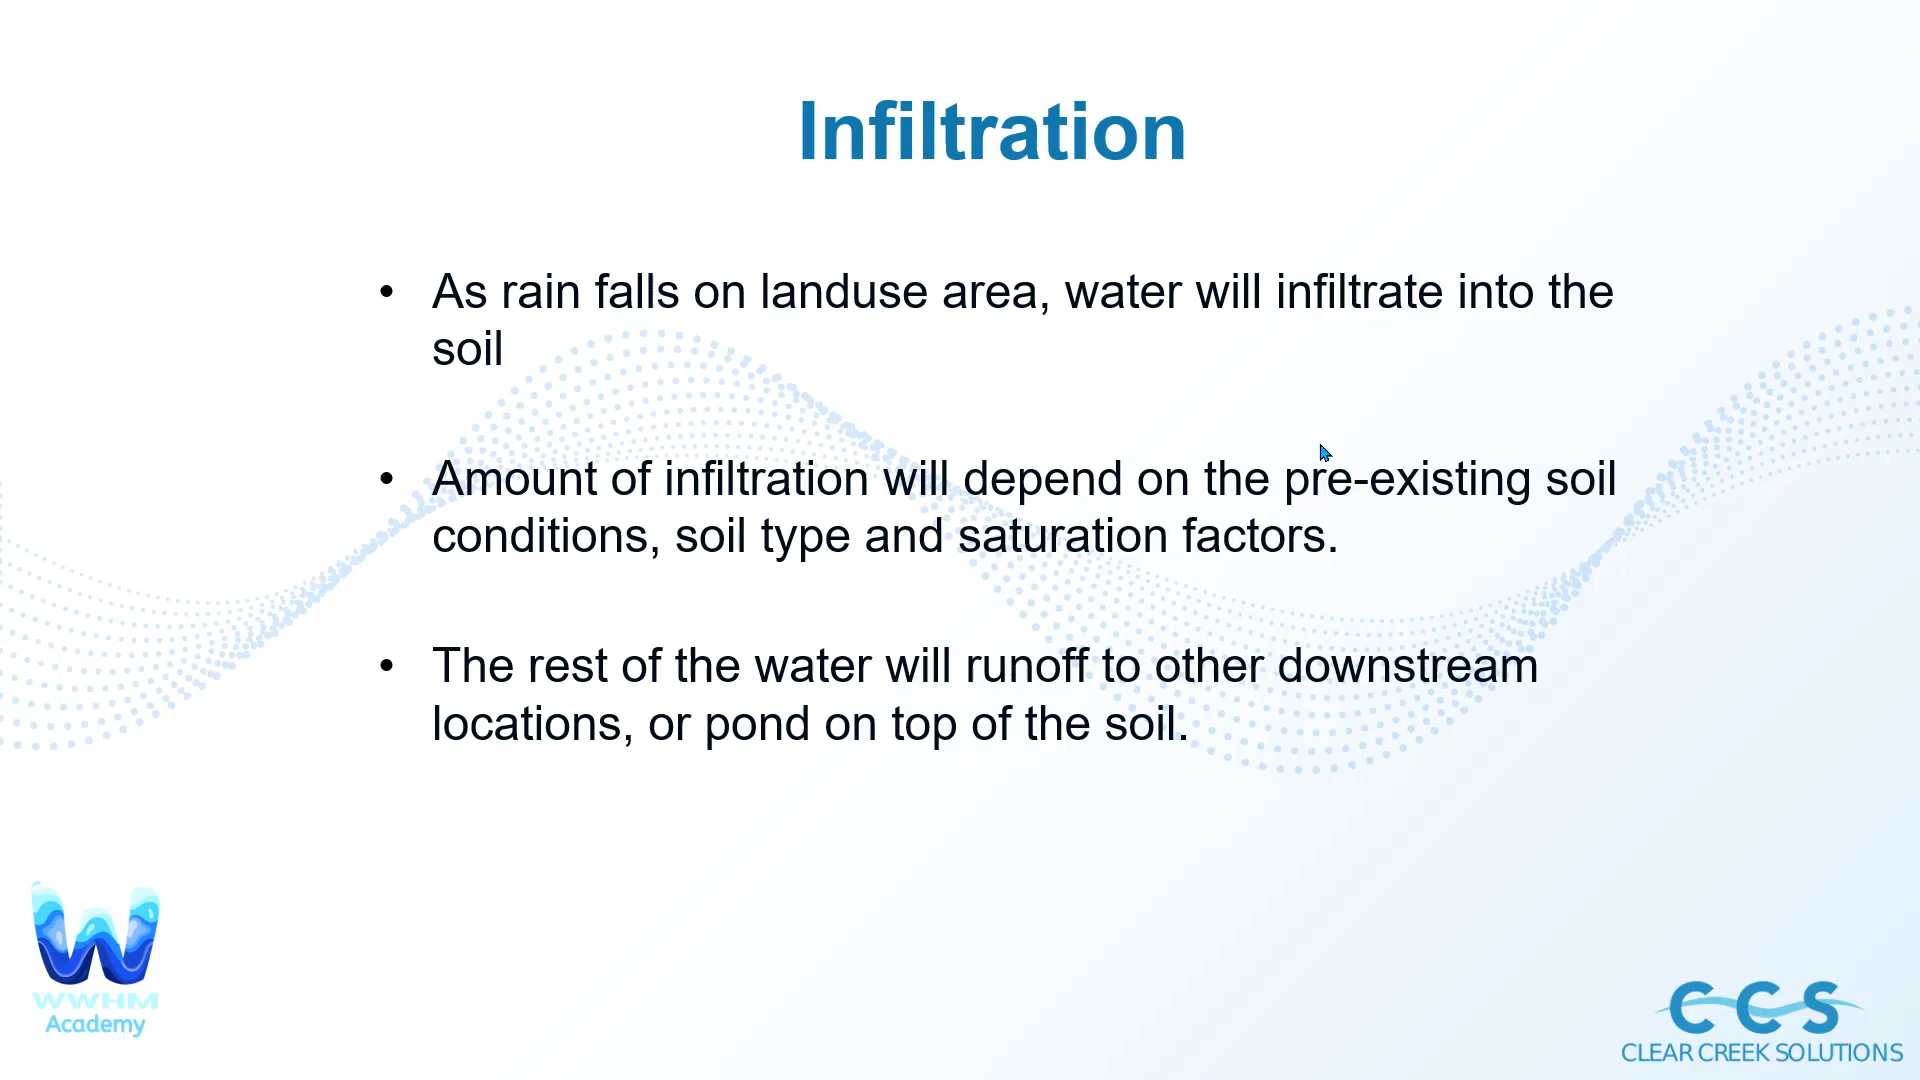 Infiltration
• As rain falls on landuse area, water will infiltrate into the
soil
• Amount of infiltration will depend on the pre-existing soil
conditions, soil type and saturation factors.
• The rest of the water will runoff to other downstream
locations, or pond on top of the soil.
W
WWHM
Academy
CCS
CLEAR CREEK SOLUTIONS